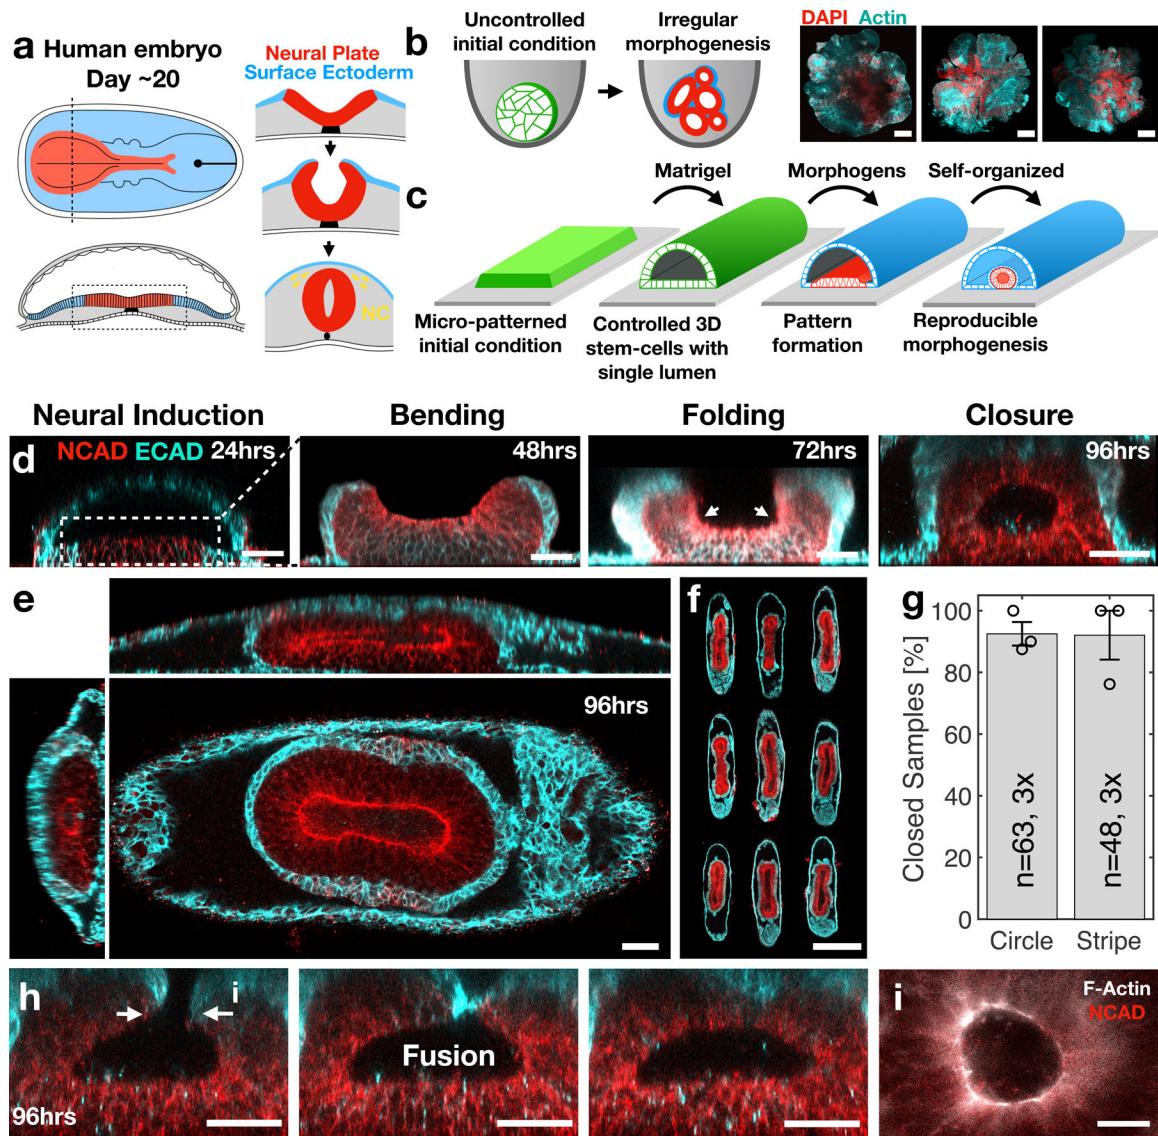 a
Human embryo
Day ~20
Neural Plate
Surface Ectoderm
NC
b
Uncontrolled
initial condition
Irregular
morphogenesis
DAPI Actin
c
Matrigel
Morphogens
Self-organized
Micro-patterned
initial condition
Controlled 3D
stem-cells with
single lumen
Pattern
formation
Reproducible
morphogenesis
Neural Induction
Bending
Folding
Closure
d
NCAD ECAD 24hrs
48hrs
72hrs
96hrs
e
96hrs
f
g
Closed Samples [%]
100
80
60
40
20
0
n=63, 3x
n=48, 3x
Circle
Stripe
h
i
96hrs
Fusion
i
F-Actin
NCAD